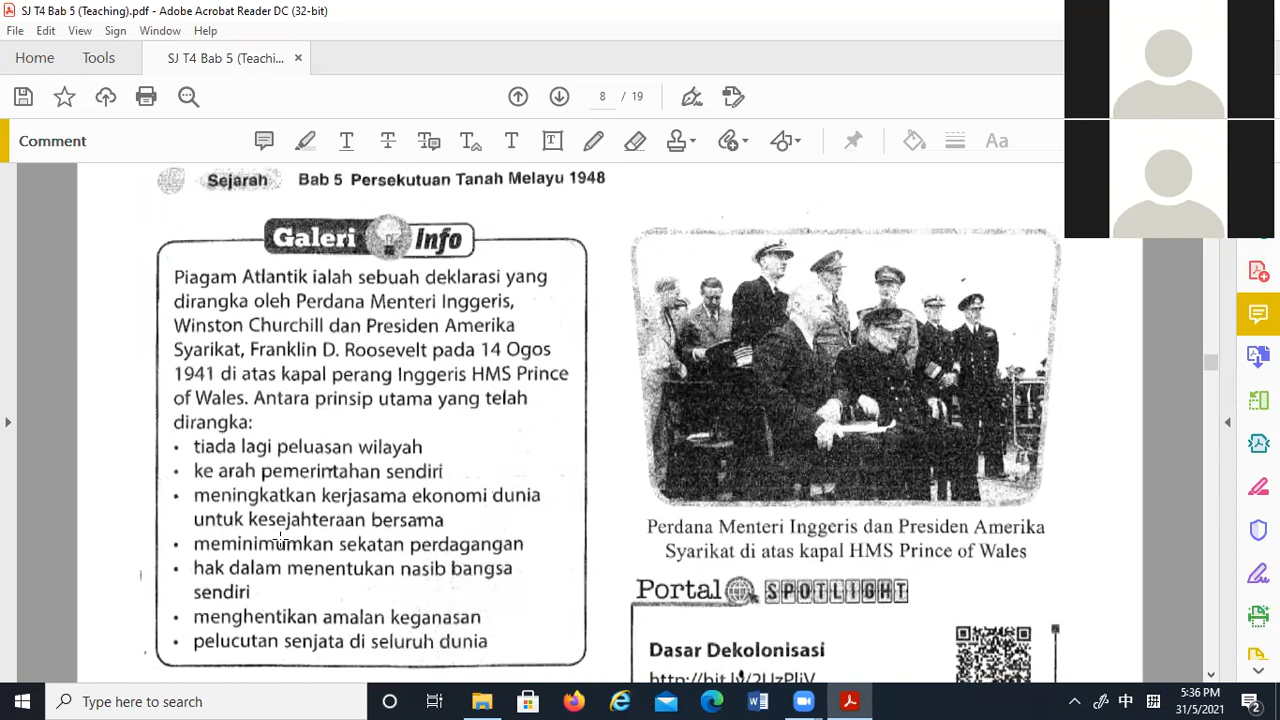 SJ T4 Bab 5 (Teaching).pdf - Adobe Acrobat Reader DC (32-bit)
File Edit View Sign Window Help
Home Tools SJ T4 Bab 5 (Teachi... ×
8 / 19
Comment
Aa
Sejarah Bab 5 Persekutuan Tanah Melayu 1948
Galeri Info
Piagam Atlantik ialah sebuah deklarasi yang
dirangka oleh Perdana Menteri Inggeris,
Winston Churchill dan Presiden Amerika
Syarikat, Franklin D. Roosevelt pada 14 Ogos
1941 di atas kapal perang Inggeris HMS Prince
of Wales. Antara prinsip utama yang telah
dirangka:
• tiada lagi peluasan wilayah
• ke arah pemerintahan sendiri
• meningkatkan kerjasama ekonomi dunia
untuk kesejahteraan bersama
• meminimumkan sekatan perdagangan
• hak dalam menentukan nasib bangsa
sendiri
• menghentikan amalan keganasan
• pelucutan senjata di seluruh dunia
Perdana Menteri Inggeris dan Presiden Amerika
Syarikat di atas kapal HMS Prince of Wales
Portal SPOTLIGHT
Dasar Dekolonisasi
Type here to search
中
5:36 PM
31/5/2021
2